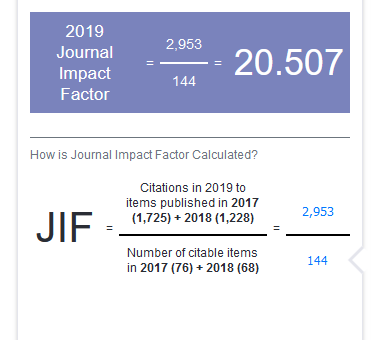 2019
Journal
Impact
Factor
=
2,953
144
=
20.507
How is Journal Impact Factor Calculated?
JIF
=
Citations in 2019 to
items published in 2017
(1,725) + 2018 (1,228)
Number of citable items
in 2017 (76) + 2018 (68)
=
2,953
144